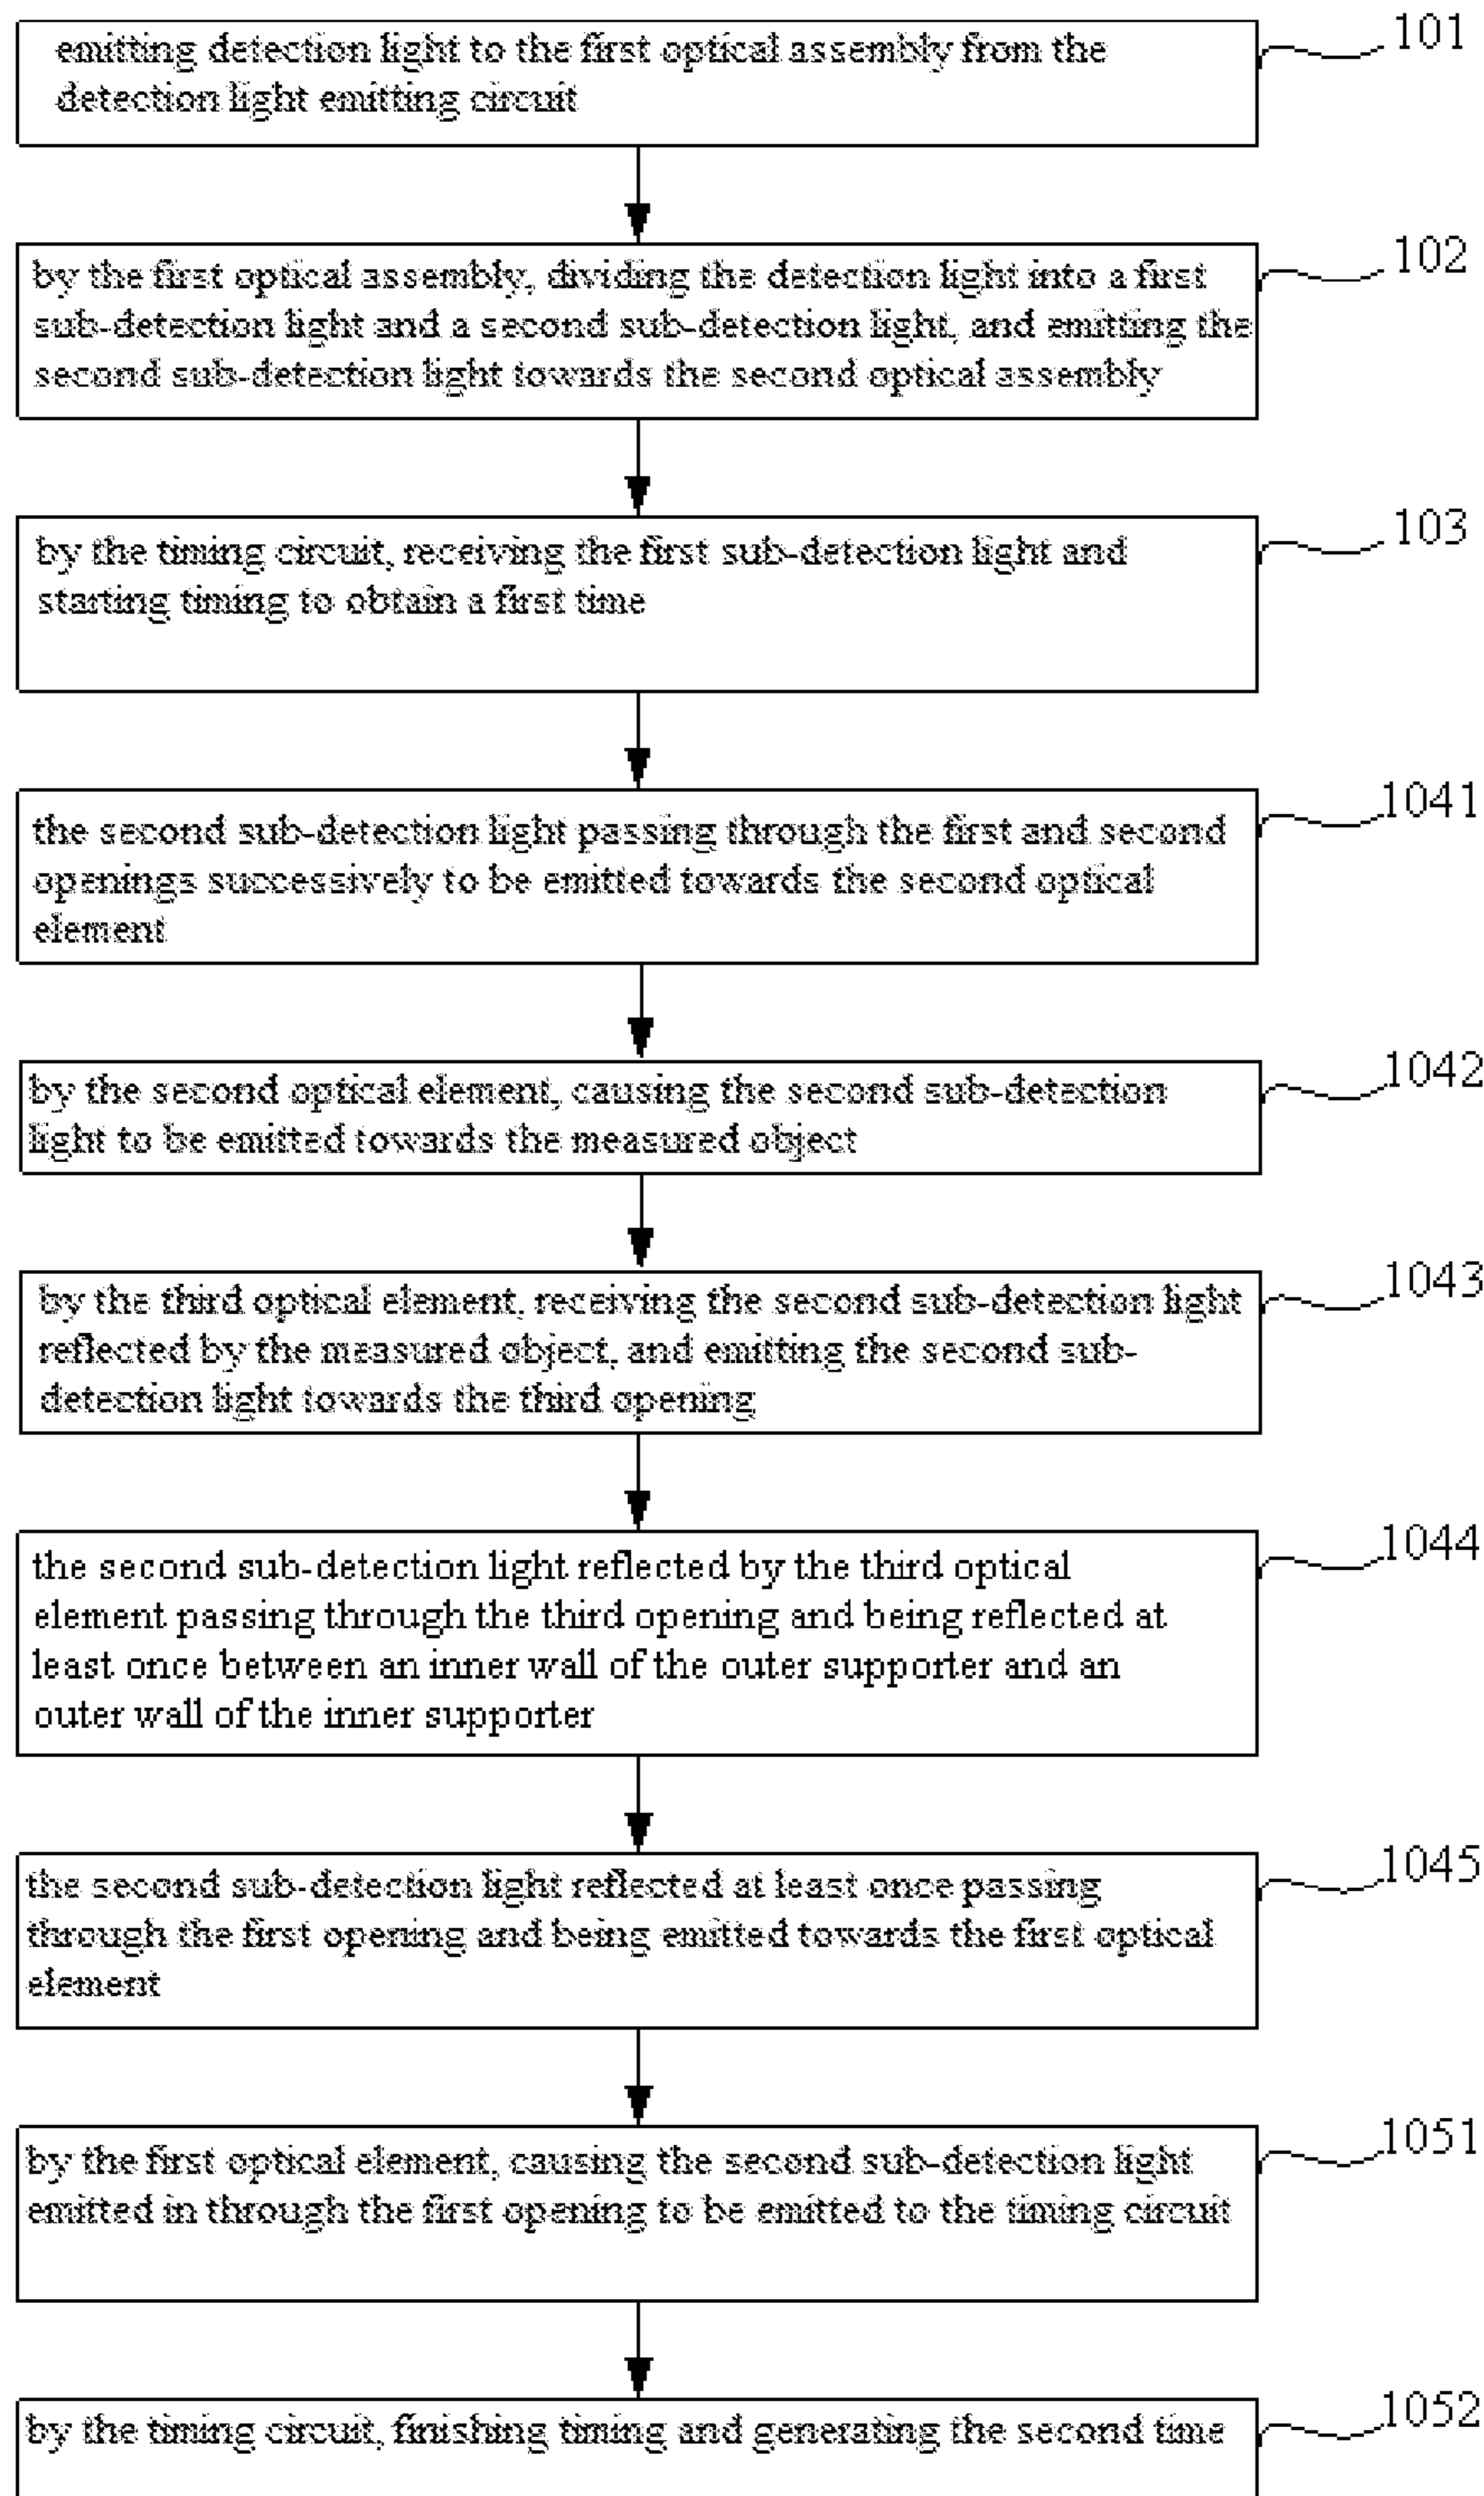 emitting detection light to the first optical assembly from the
detection light emitting circuit
101
by the first optical assembly, dividing the detection light into a first
sub-detection light and a second sub-detection light, and emitting the
second sub-detection light towards the second optical assembly
102
by the timing circuit, receiving the first sub-detection light and
starting timing to obtain a first time
103
the second sub-detection light passing through the first and second
openings successively to be emitted towards the second optical
element
1041
by the second optical element, causing the second sub-detection
light to be emitted towards the measured object
1042
by the third optical element, receiving the second sub-detection light
reflected by the measured object, and emitting the second sub-
detection light towards the third opening
1043
the second sub-detection light reflected by the third optical
element passing through the third opening and being reflected at
least once between an inner wall of the outer supporter and an
outer wall of the inner supporter
1044
the second sub-detection light reflected at least once passing
through the first opening and being emitted towards the first optical
element
1045
by the first optical element, causing the second sub-detection light
emitted in through the first opening to be emitted to the timing circuit
1051
by the timing circuit, finishing timing and generating the second time
1052